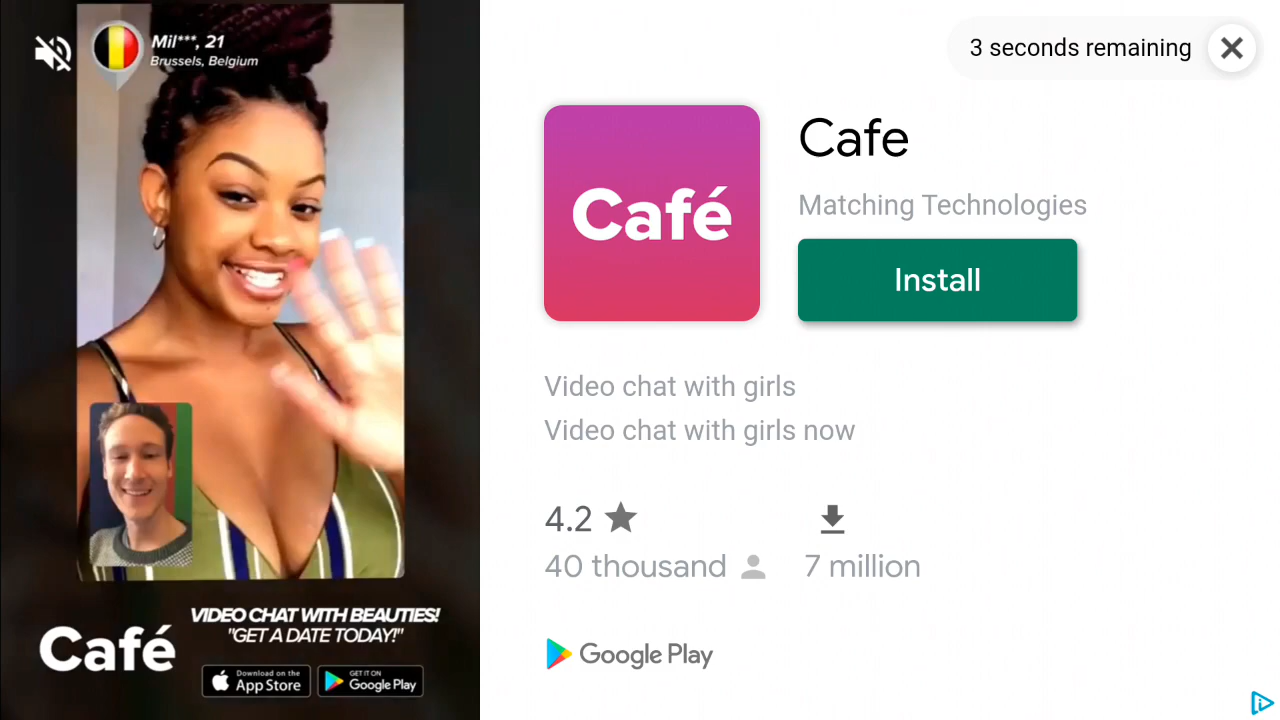 Mil***, 21
Brussels, Belgium
VIDEO CHAT WITH BEAUTIES!
"GET A DATE TODAY!"
Café
Download on the
App Store
GET IT ON
Google Play
3 seconds remaining
Café
Cafe
Matching Technologies
Install
Video chat with girls
Video chat with girls now
4.2
40 thousand
7 million
Google Play